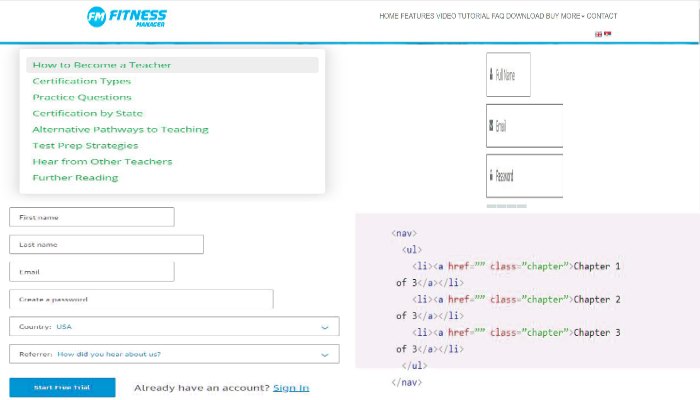 FM FITNESS
MANAGER
HOME FEATURES VIDEO TUTORIAL FAQ DOWNLOAD BUY MORE CONTACT
How to Become a Teacher
Certification Types
Practice Questions
Certification by State
Alternative Pathways to Teaching
Test Prep Strategies
Hear from Other Teachers
Further Reading
Full Name
Email
Password
First name
Last name
Email
Create a password
Country: USA
Referrer: How did you hear about us?
Start Free Trial
Already have an account? Sign In
<nav>
<ul>
<li><a href="" class="chapter">Chapter 1
of 3</a></li>
<li><a href="" class="chapter">Chapter 2
of 3</a></li>
<li><a href="" class="chapter">Chapter 3
of 3</a></li>
</ul>
</nav>